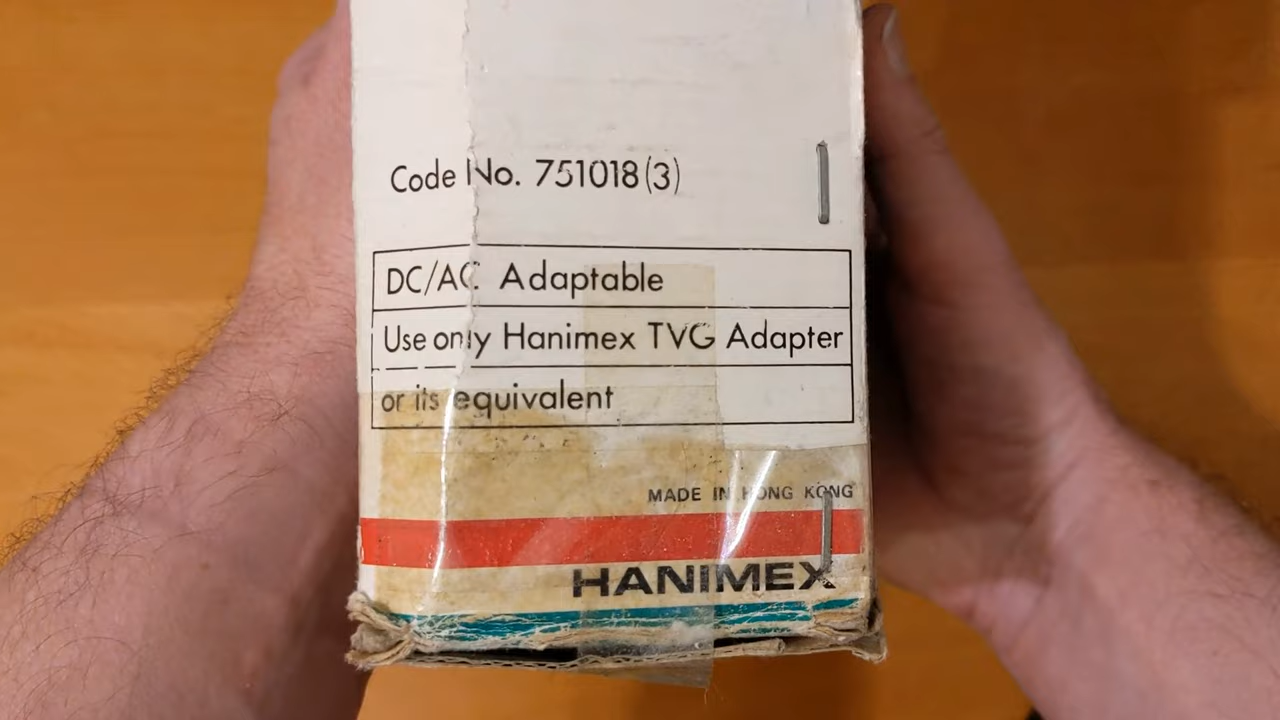 Code No. 751018(3)
DC/AC Adaptable
Use only Hanimex TVG Adapter
or its equivalent
MADE IN HONG KONG
HANIMEX